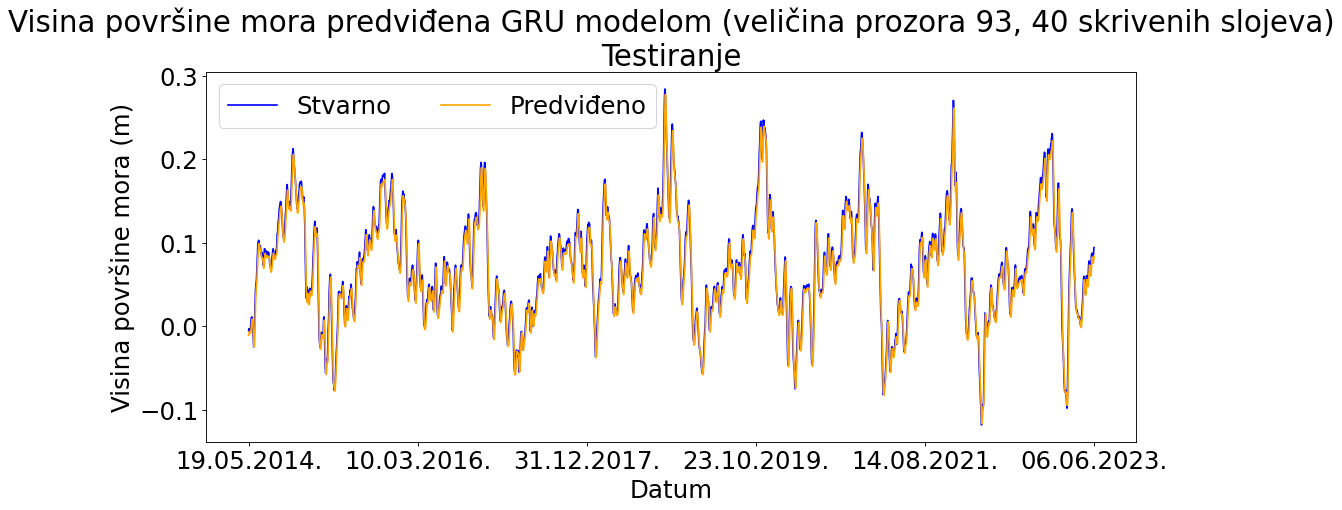 Visina površine mora predviđena GRU modelom (veličina prozora 93, 40 skrivenih slojeva)
Testiranje
Stvarno
Predviđeno
Visina površine mora (m)
0.3
0.2
0.1
0.0
−0.1
19.05.2014.
10.03.2016.
31.12.2017.
23.10.2019.
14.08.2021.
06.06.2023.
Datum